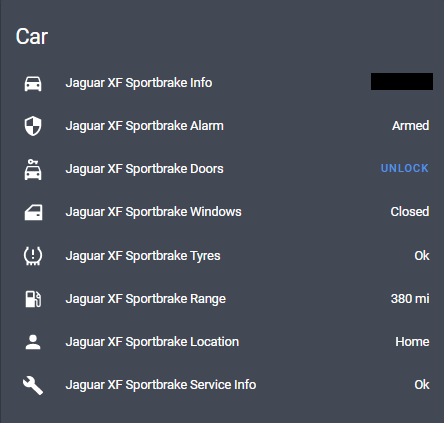 Car
Jaguar XF Sportbrake Info
Jaguar XF Sportbrake Alarm Armed
Jaguar XF Sportbrake Doors UNLOCK
Jaguar XF Sportbrake Windows Closed
Jaguar XF Sportbrake Tyres Ok
Jaguar XF Sportbrake Range 380 mi
Jaguar XF Sportbrake Location Home
Jaguar XF Sportbrake Service Info Ok